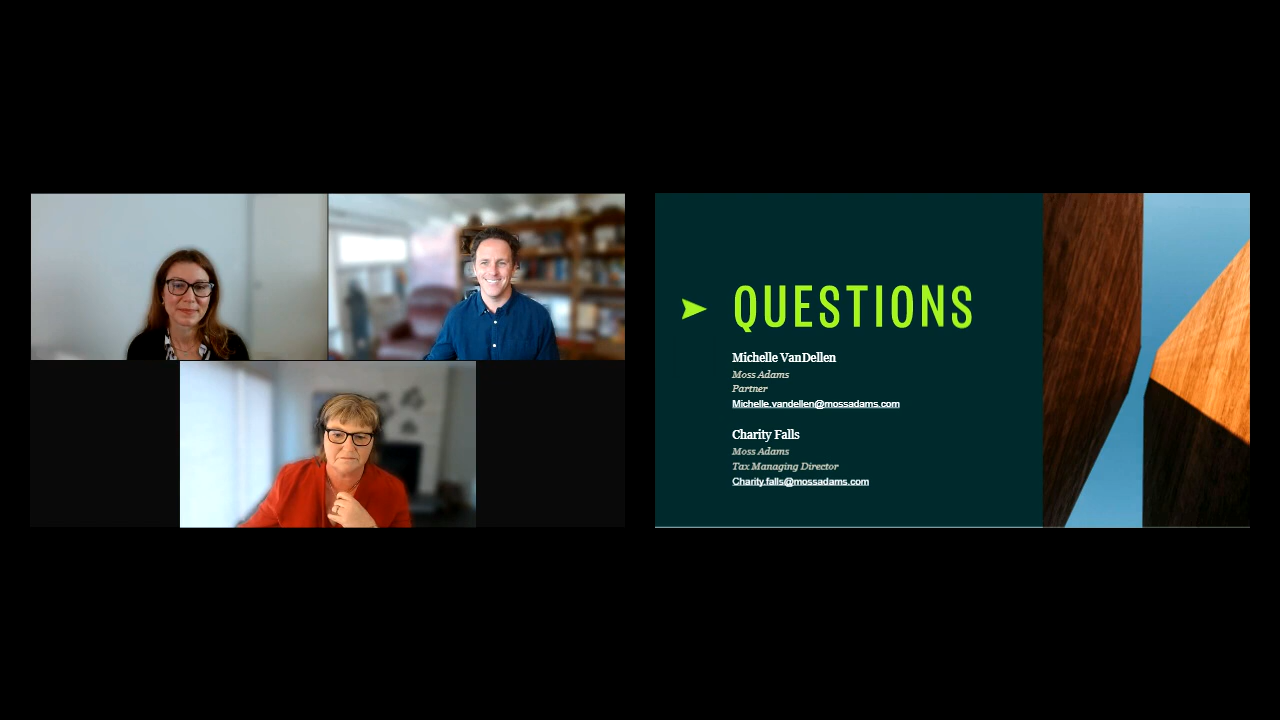 QUESTIONS
Michelle VanDellen
Moss Adams
Partner
Michelle.vandellen@mossadams.com
Charity Falls
Moss Adams
Tax Managing Director
Charity.falls@mossadams.com